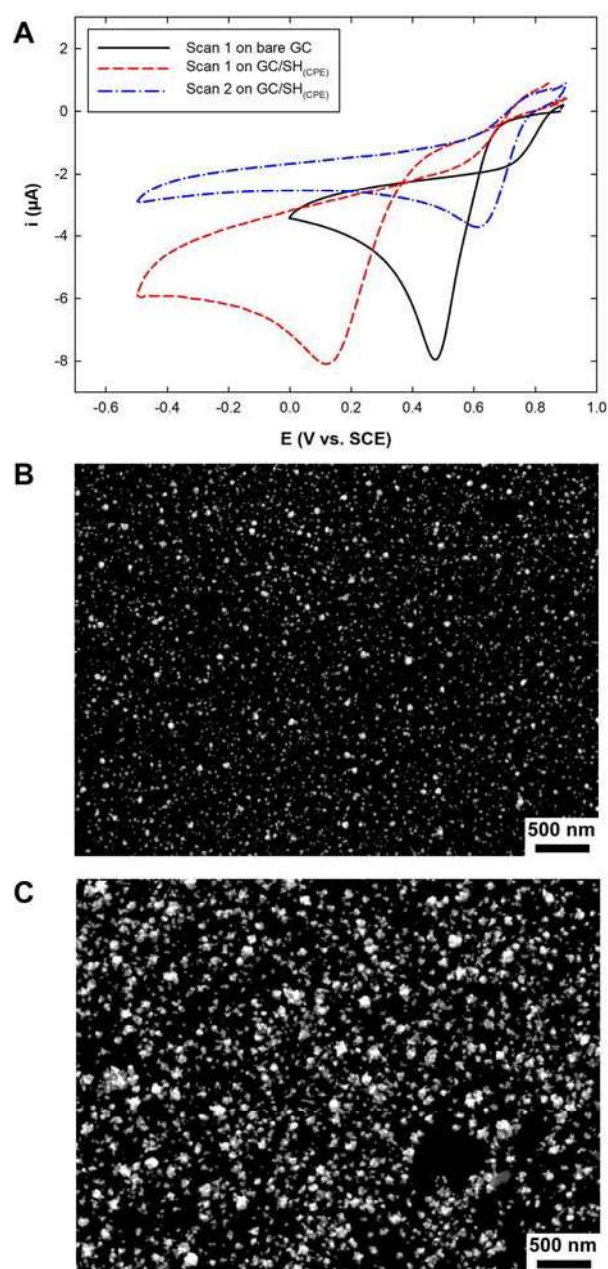 A
Scan 1 on bare GC
Scan 1 on GC/SH(CPE)
Scan 2 on GC/SH(CPE)
2
0
-2
-4
-6
-8
i (µA)
-0.6 -0.4 -0.2 0.0 0.2 0.4 0.6 0.8 1.0
E (V vs. SCE)
B
500 nm
C
500 nm